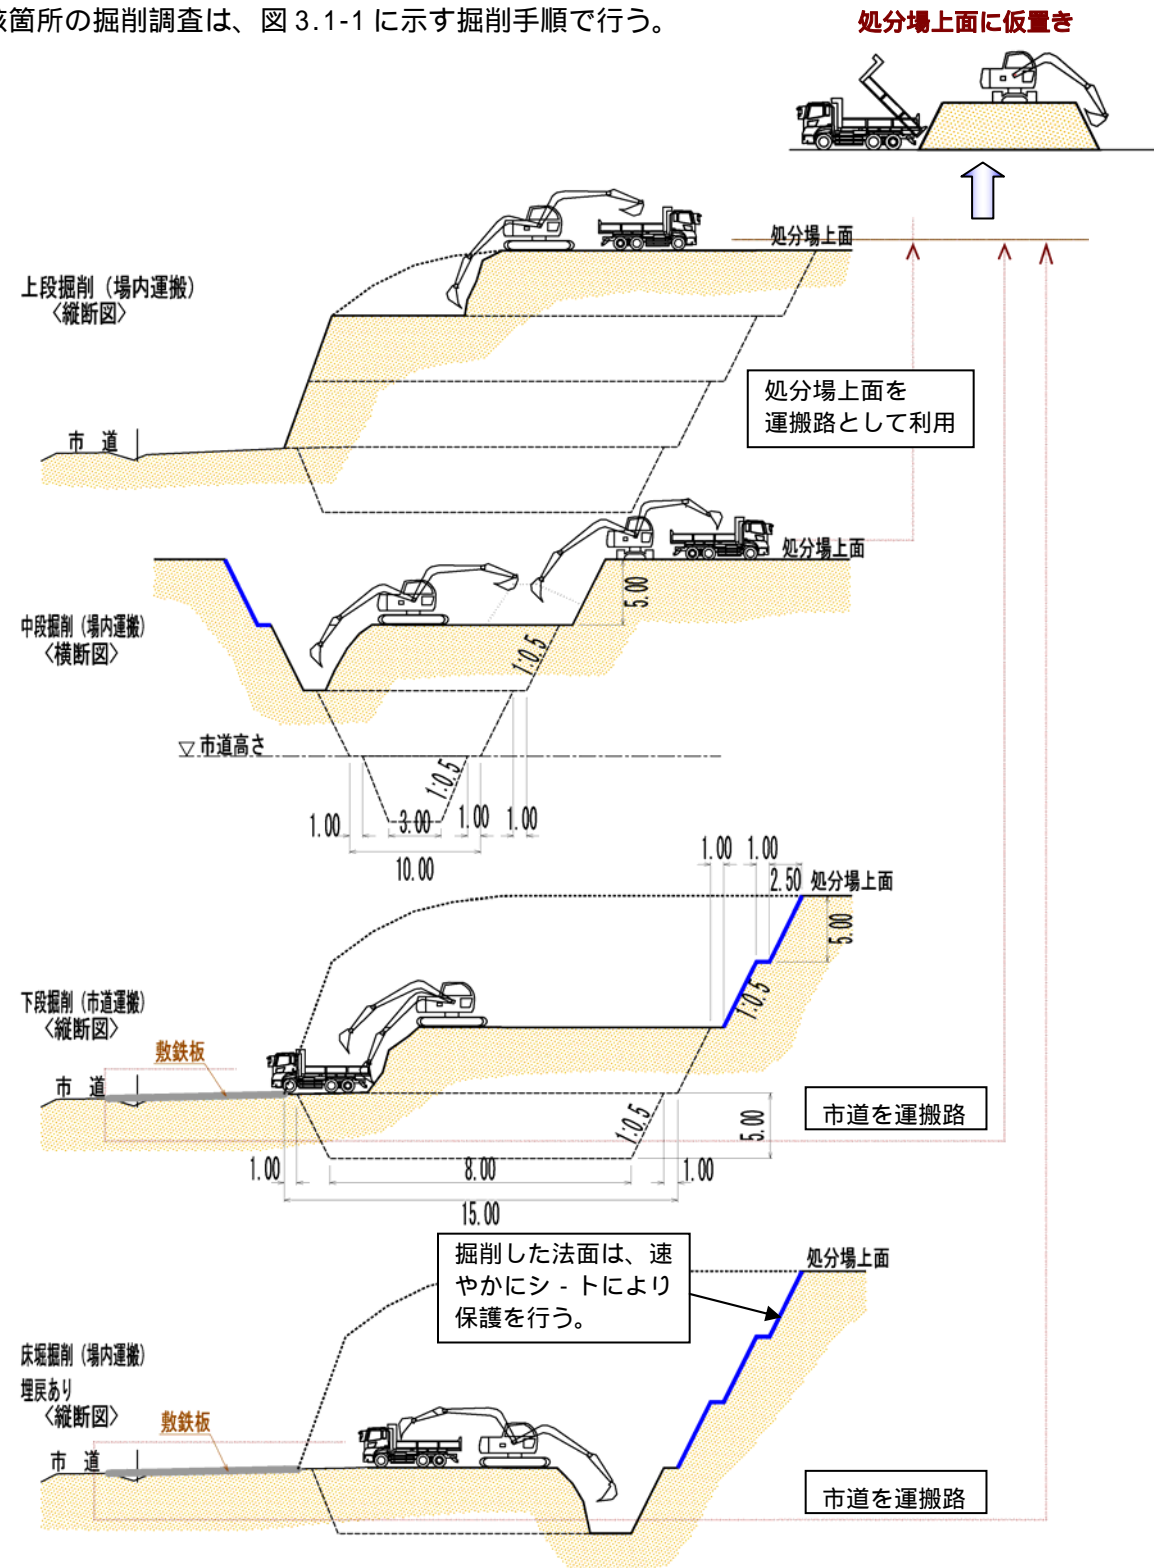 該箇所の掘削調査は、図 3.1-1 に示す掘削手順で行う。
処分場上面に仮置き
処分場上面
上段掘削（場内運搬）
〈縦断図〉
処分場上面を
運搬路として利用
市 道
処分場上面
5.00
中段掘削（場内運搬）
〈横断図〉
1:0.5
▽市道高さ
1:0.5
1.00
3.00
1.00
1.00
10.00
1.00
1.00
2.50
処分場上面
5.00
下段掘削（市道運搬）
〈縦断図〉
1:0.5
敷鉄板
市 道
市道を運搬路
1:0.5
5.00
1.00
8.00
1.00
15.00
掘削した法面は、速
やかにシ‐トにより
保護を行う。
処分場上面
床堀掘削（場内運搬）
埋戻あり
〈縦断図〉
敷鉄板
市 道
市道を運搬路